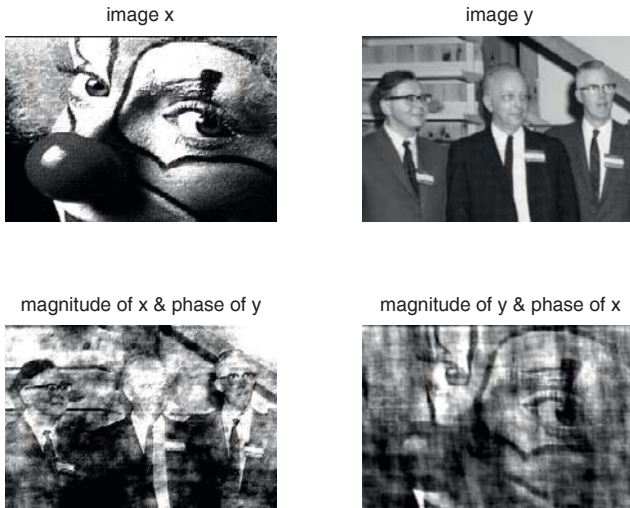 image x
image y
magnitude of x & phase of y
magnitude of y & phase of x